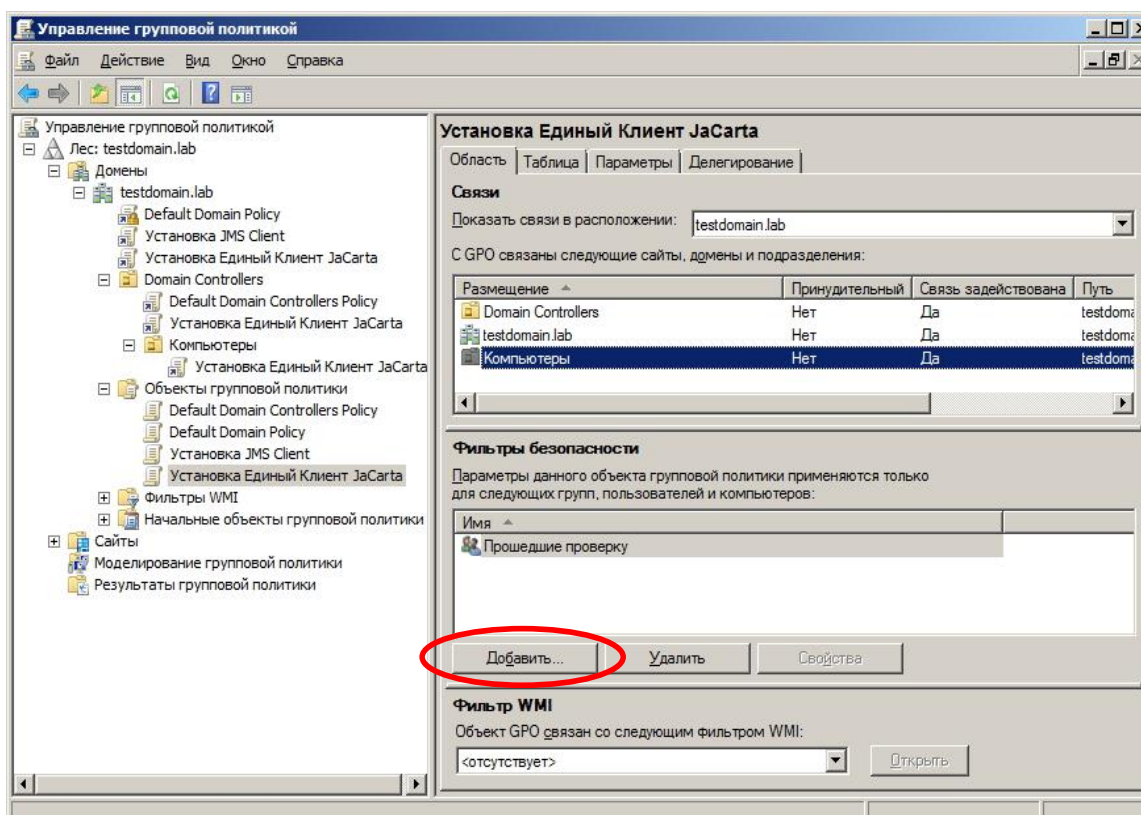 Управление групповой политикой
Файл Действие Вид Окно Справка
Управление групповой политикой
Лес: testdomain.lab
Домены
testdomain.lab
Default Domain Policy
Установка JMS Client
Установка Единый Клиент JaCarta
Domain Controllers
Default Domain Controllers Policy
Установка Единый Клиент JaCarta
Компьютеры
Установка Единый Клиент JaCarta
Объекты групповой политики
Default Domain Controllers Policy
Default Domain Policy
Установка JMS Client
Установка Единый Клиент JaCarta
Фильтры WMI
Начальные объекты групповой политики
Сайты
Моделирование групповой политики
Результаты групповой политики
Установка Единый Клиент JaCarta
Область Таблица Параметры Делегирование
Связи
Показать связи в расположении: testdomain.lab
С GPO связаны следующие сайты, домены и подразделения:
Размещение Принудительный Связь задействована Путь
Domain Controllers Нет Да testdoma
testdomain.lab Нет Да testdoma
Компьютеры Нет Да testdoma
Фильтры безопасности
Параметры данного объекта групповой политики применяются только
для следующих групп, пользователей и компьютеров:
Имя
Прошедшие проверку
Добавить... Удалить Свойства
Фильтр WMI
Объект GPO связан со следующим фильтром WMI:
<отсутствует> Открыть